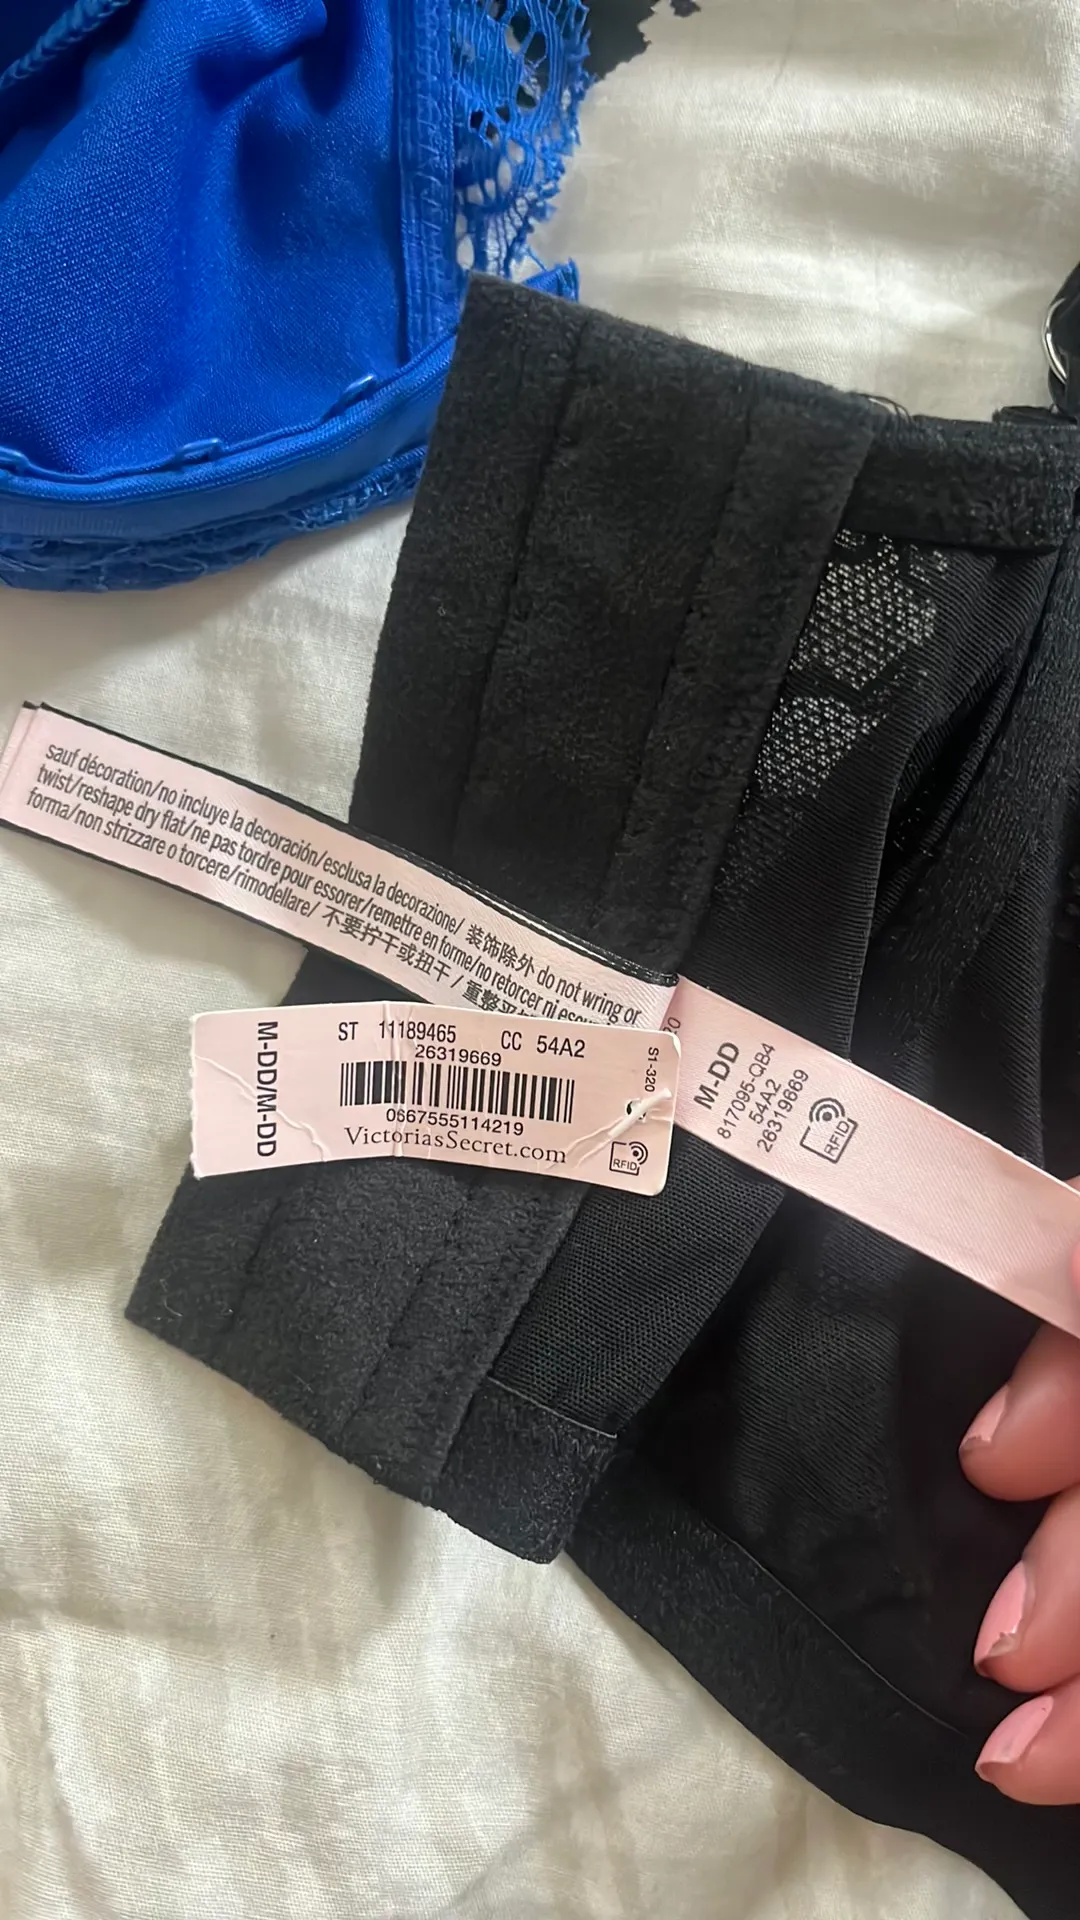 sauf décoration/no incluye la decoración/esclusa la decorazione/ 装饰除外 do not wring or
twist/reshape dry flat/ne pas tordre pour essorer/remettre en forme/no retorcer ni
forma/non strizzare o torcere/rimodellare/ 不要拧干或扭干 / 重整
M-DD/M-DD
ST 11189465 CC 54A2
26319669
0667555114219
VictoriasSecret.com
S1-320
RFID
M-DD
817095-QB4
54A2
26319669
RFID